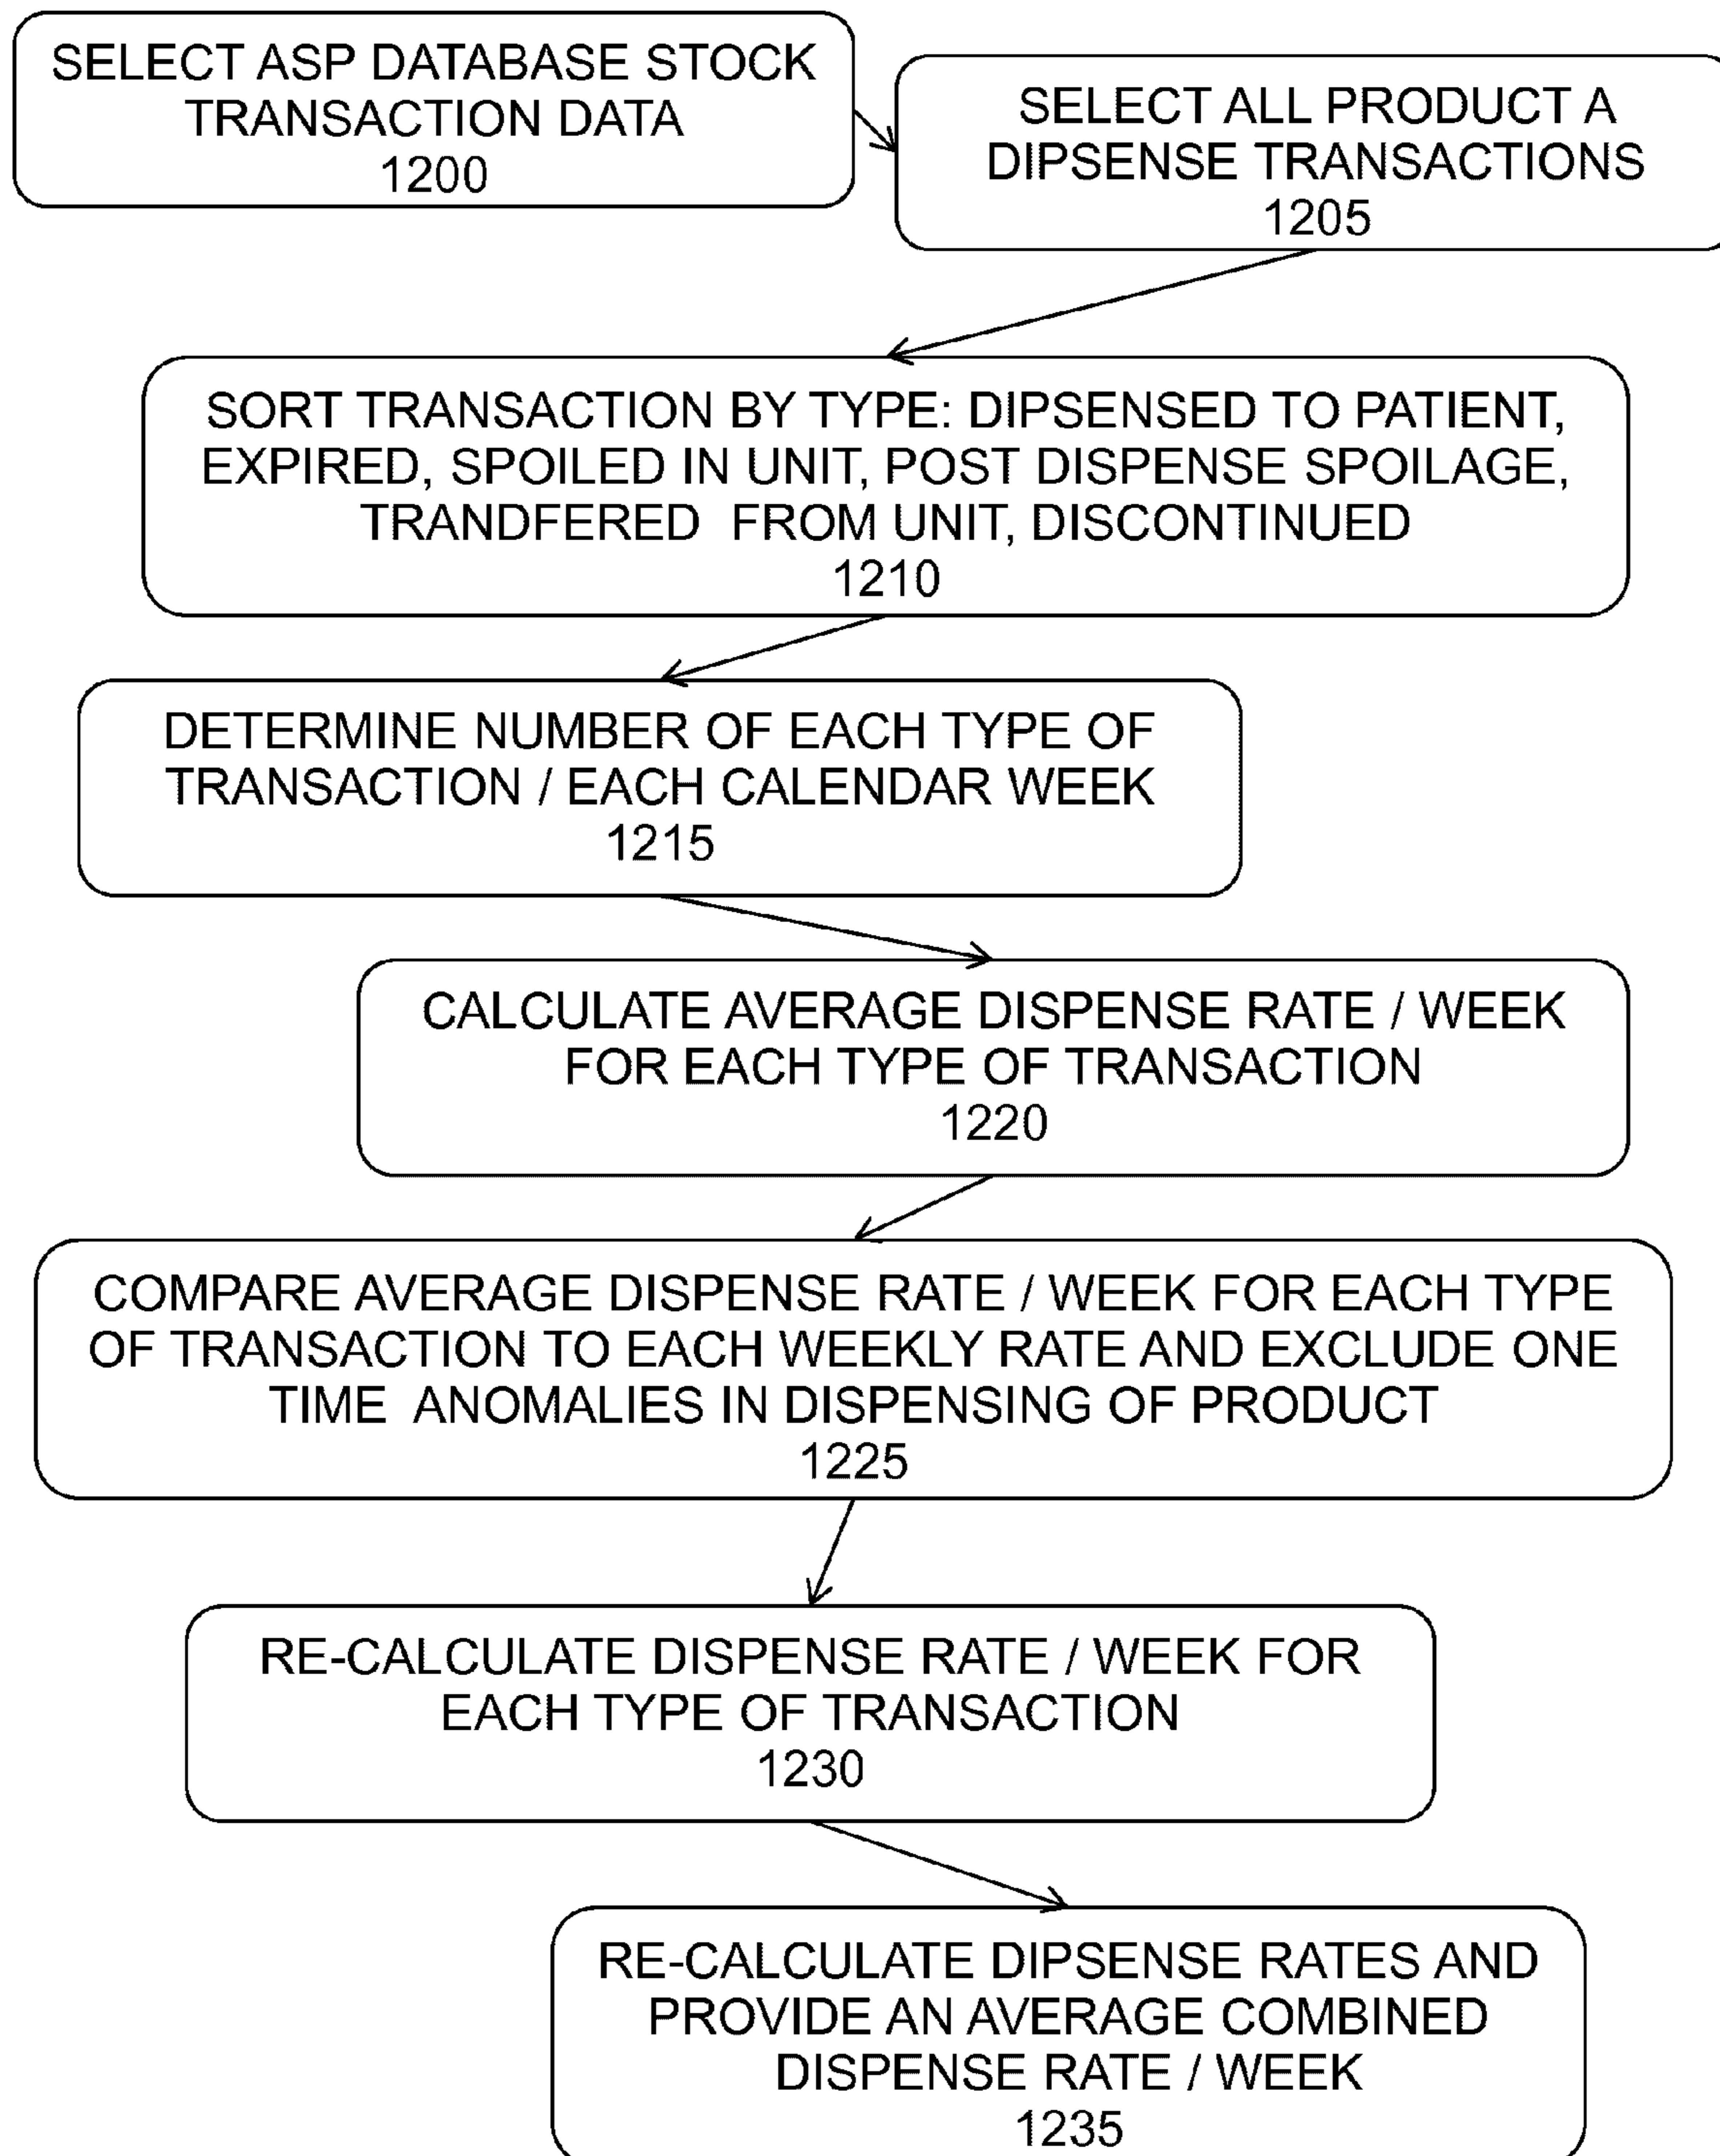 SELECT ASP DATABASE STOCK
TRANSACTION DATA
1200
SELECT ALL PRODUCT A
DIPSENSE TRANSACTIONS
1205
SORT TRANSACTION BY TYPE: DIPSENSED TO PATIENT,
EXPIRED, SPOILED IN UNIT, POST DISPENSE SPOILAGE,
TRANDFERED FROM UNIT, DISCONTINUED
1210
DETERMINE NUMBER OF EACH TYPE OF
TRANSACTION / EACH CALENDAR WEEK
1215
CALCULATE AVERAGE DISPENSE RATE / WEEK
FOR EACH TYPE OF TRANSACTION
1220
COMPARE AVERAGE DISPENSE RATE / WEEK FOR EACH TYPE
OF TRANSACTION TO EACH WEEKLY RATE AND EXCLUDE ONE
TIME ANOMALIES IN DISPENSING OF PRODUCT
1225
RE-CALCULATE DISPENSE RATE / WEEK FOR
EACH TYPE OF TRANSACTION
1230
RE-CALCULATE DIPSENSE RATES AND
PROVIDE AN AVERAGE COMBINED
DISPENSE RATE / WEEK
1235